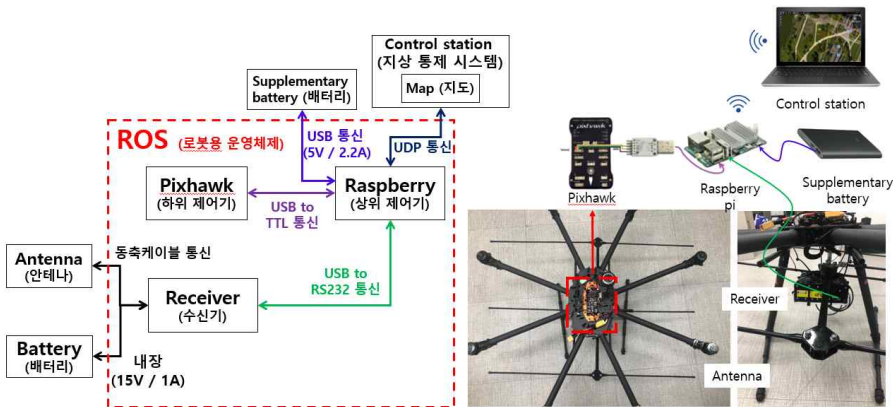 Control station
(지상 통제 시스템)
Map (지도)
Supplementary
battery (배터리)
ROS (로봇용 운영체제)
USB 통신
(5V / 2.2A)
UDP 통신
Pixhawk
(하위 제어기)
USB to
TTL 통신
Raspberry
(상위 제어기)
Antenna
(안테나)
동축케이블 통신
Receiver
(수신기)
USB to
RS232 통신
Battery
(배터리)
내장
(15V / 1A)
Control station
pixhawk
Pixhawk
Raspberry
pi
Supplementary
battery
Receiver
Antenna